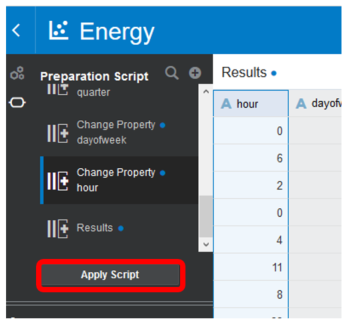 Energy
Preparation Script
quarter
Change Property
dayofweek
Change Property
hour
Results
Apply Script
Results
A hour
A
0
6
2
0
4
11
8